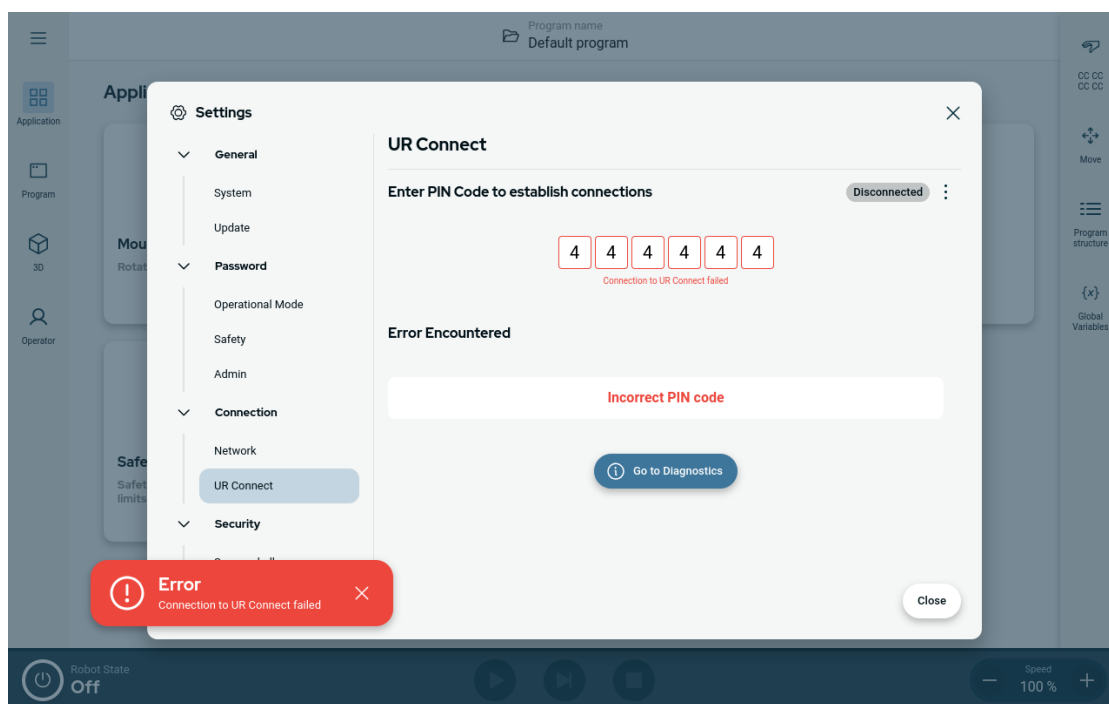 Program name
Default program
Application
Program
3D
Operator
Appli
Mou
Rotat
Safe
Safet
limits
Settings
General
System
Update
Password
Operational Mode
Safety
Admin
Connection
Network
UR Connect
Security
UR Connect
Enter PIN Code to establish connections
Disconnected
4 4 4 4 4 4
Connection to UR Connect failed
Error Encountered
Incorrect PIN code
Go to Diagnostics
Close
Error
Connection to UR Connect failed
CC CC
CC CC
Move
Program
structure
{x}
Global
Variables
Robot State
Off
Speed
100 %